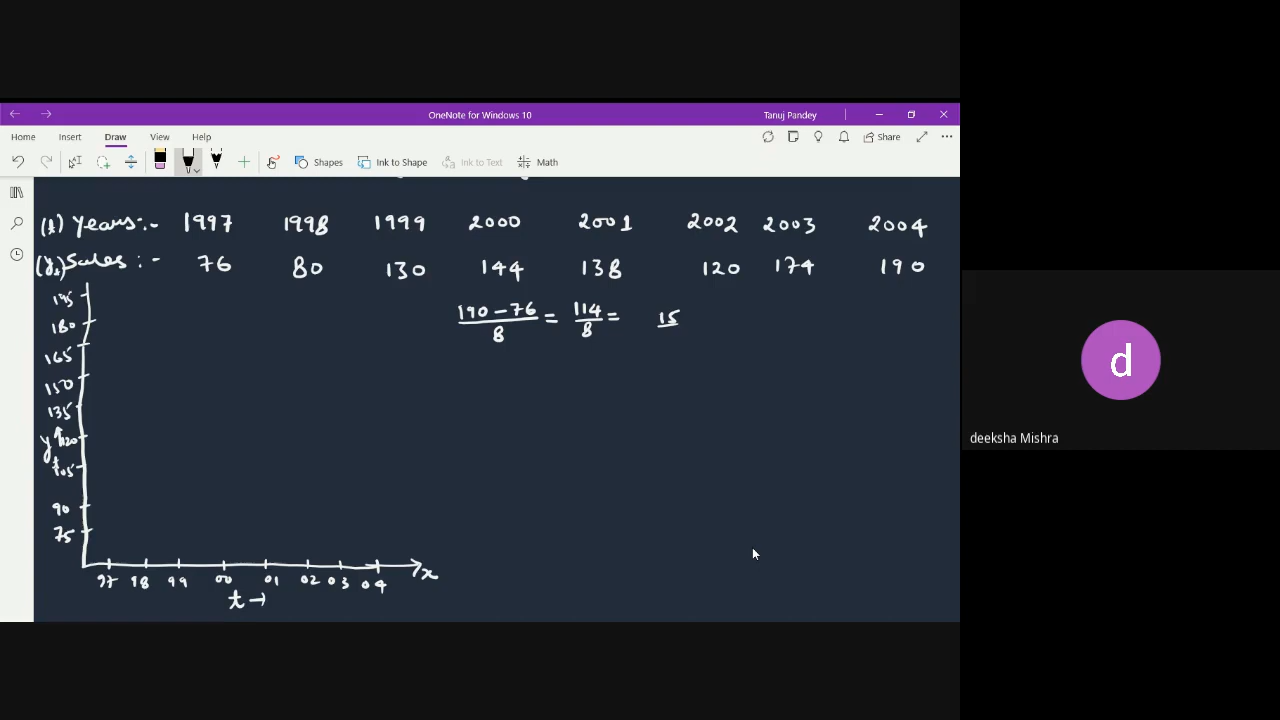 OneNote for Windows 10
Tanuj Pandey
Home Insert Draw View Help
Share
Shapes Ink to Shape Ink to Text Math
(t) Years:- 1997 1998 1999 2000 2001 2002 2003 2004
(yt) Sales:- 76 80 130 144 138 120 174 190
190-76/8 = 114/8 = 15
195
180
165
150
135
y↑ 120
t 105
90
75
97 98 99 00 01 02 03 04 x
t→
d
deeksha Mishra